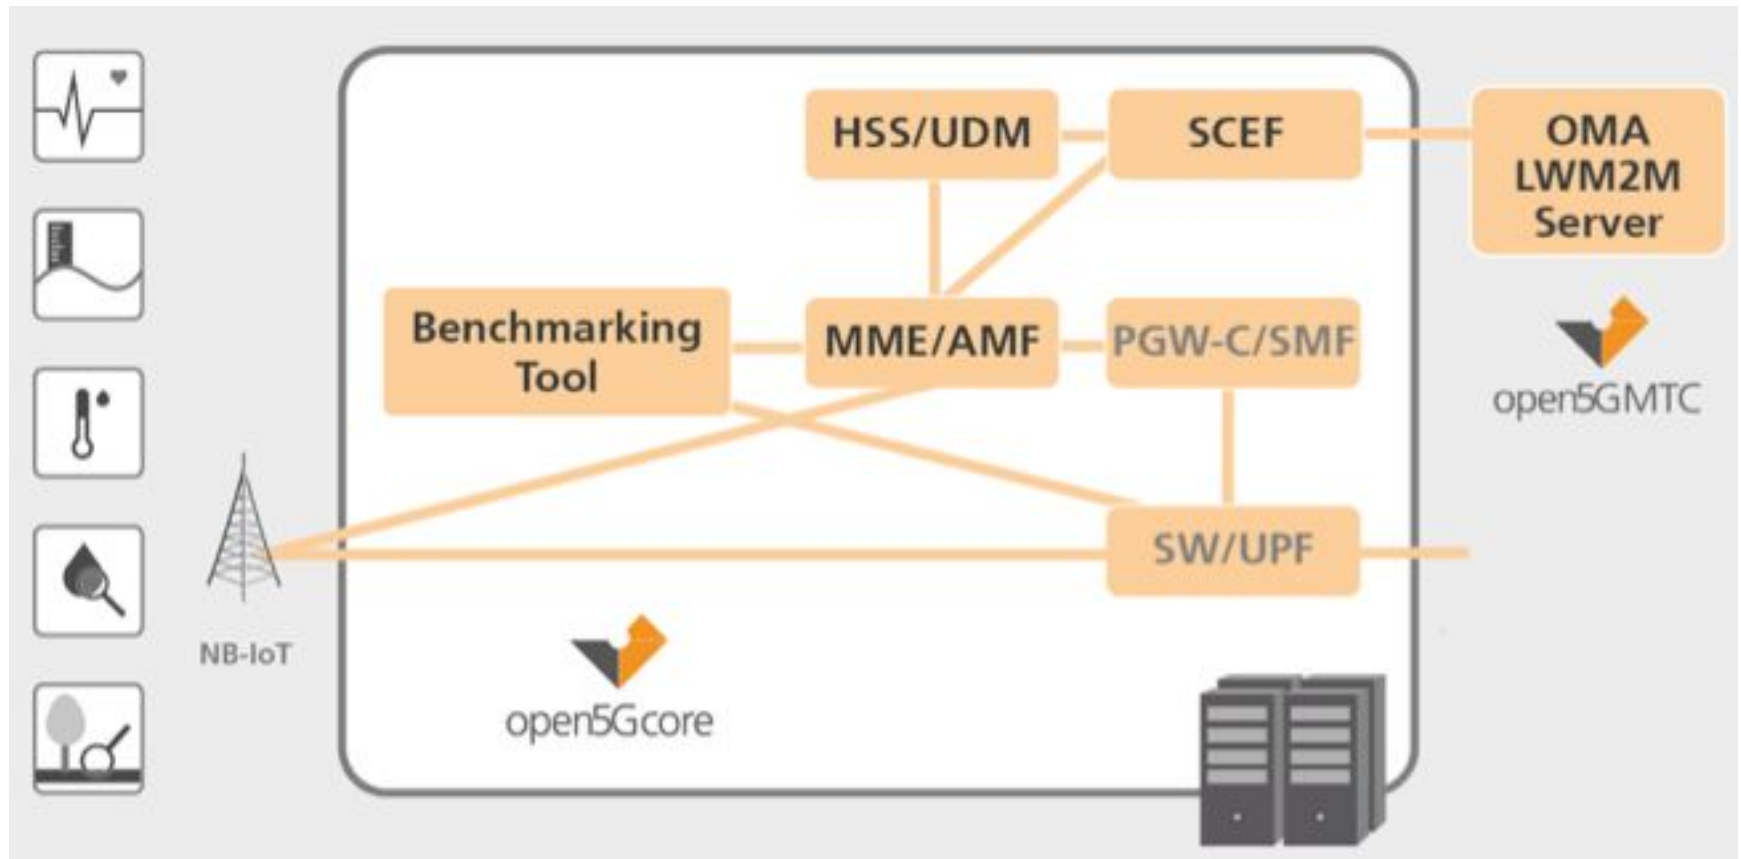 HSS/UDM
SCEF
OMA
LWM2M
Server
Benchmarking
Tool
MME/AMF
PGW-C/SMF
open5GMTC
SW/UPF
NB-IoT
open5Gcore